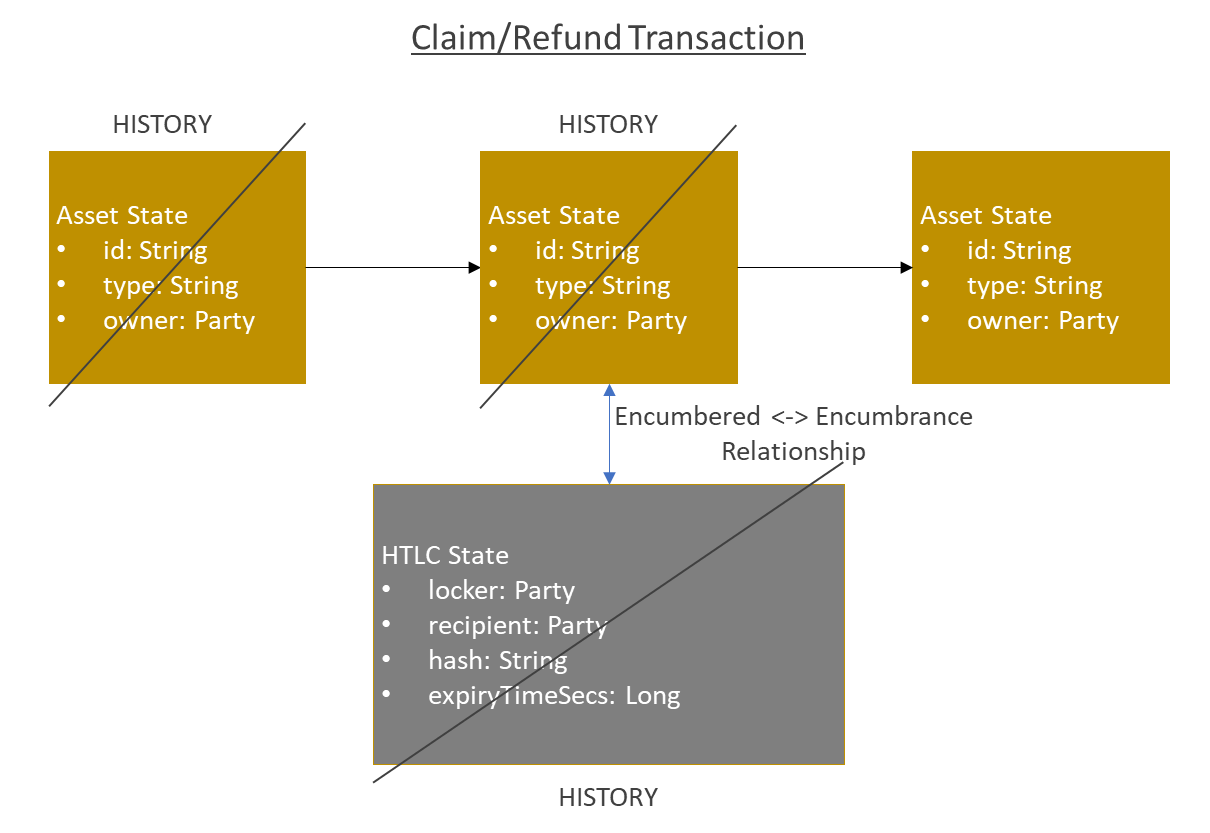 Claim/Refund Transaction
HISTORY
HISTORY
Asset State
• id: String
• type: String
• owner: Party
Asset State
• id: String
• type: String
• owner: Party
Asset State
• id: String
• type: String
• owner: Party
Encumbered <-> Encumbrance
Relationship
HTLC State
• locker: Party
• recipient: Party
• hash: String
• expiryTimeSecs: Long
HISTORY